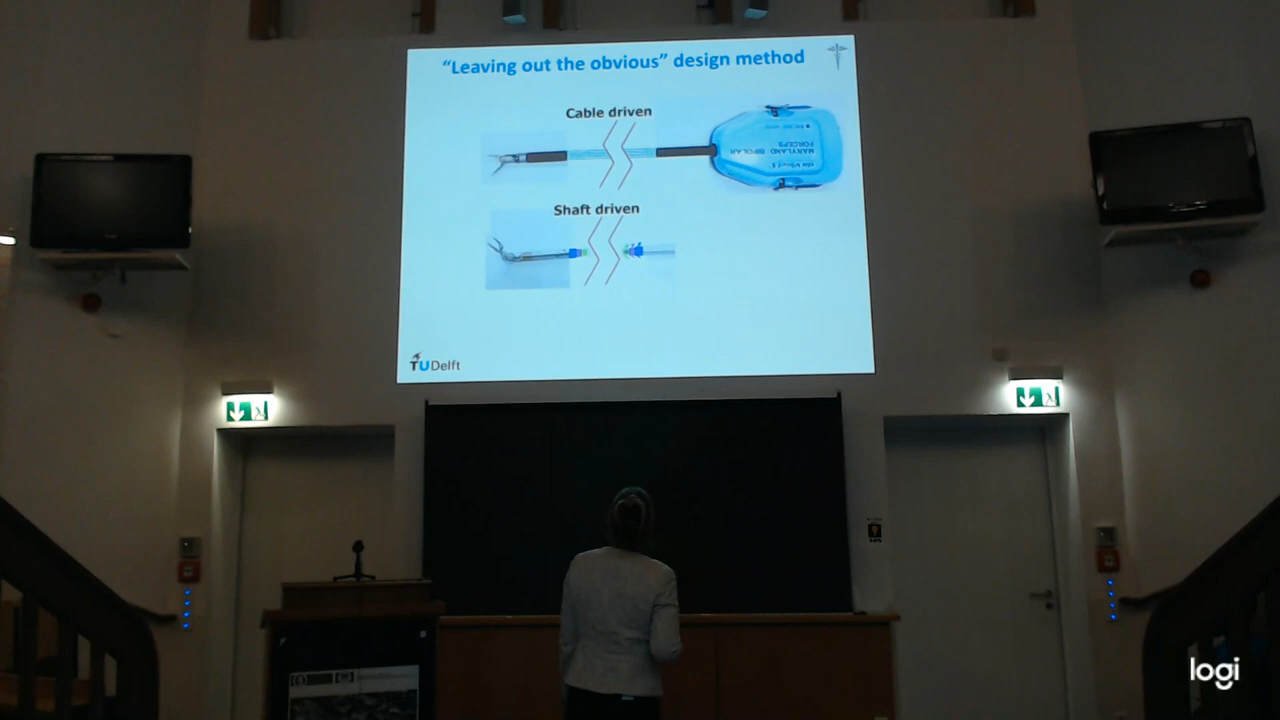 “Leaving out the obvious” design method
Cable driven
MARYLAND BIPOLAR
FORCEPS
Shaft driven
TUDelft
logi